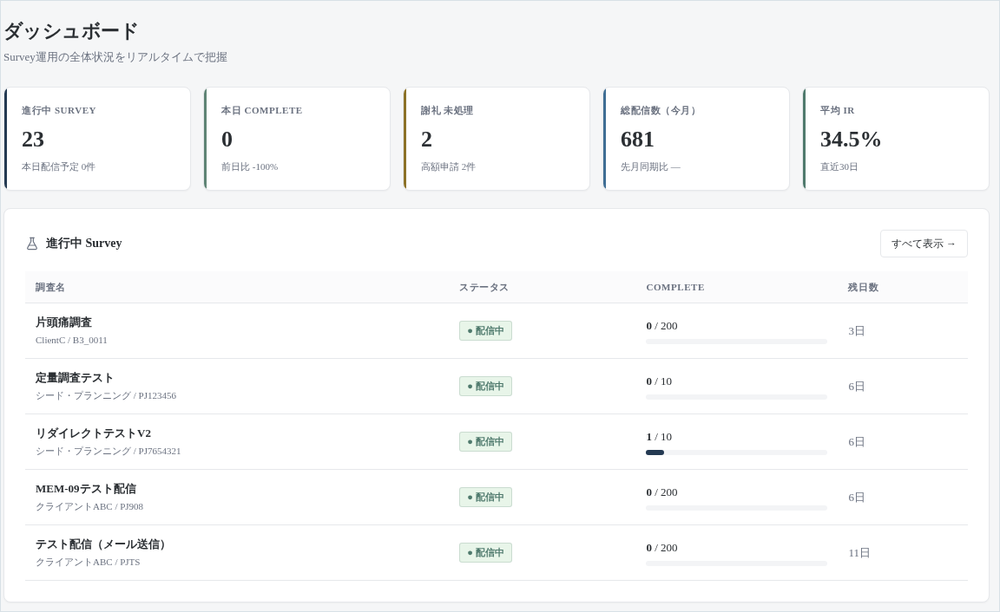 ダッシュボード
Survey運用の全体状況をリアルタイムで把握
進行中 SURVEY
23
本日配信予定 0件
本日 COMPLETE
0
前日比 -100%
謝礼 未処理
2
高額申請 2件
総配信数（今月）
681
先月同期比 —
平均 IR
34.5%
直近30日
進行中 Survey
すべて表示 →
調査名 ステータス COMPLETE 残日数
片頭痛調査
ClientC / B3_0011
● 配信中
0 / 200
3日
定量調査テスト
シード・プランニング / PJ123456
● 配信中
0 / 10
6日
リダイレクトテストV2
シード・プランニング / PJ7654321
● 配信中
1 / 10
6日
MEM-09テスト配信
クライアントABC / PJ908
● 配信中
0 / 200
6日
テスト配信（メール送信）
クライアントABC / PJTS
● 配信中
0 / 200
11日